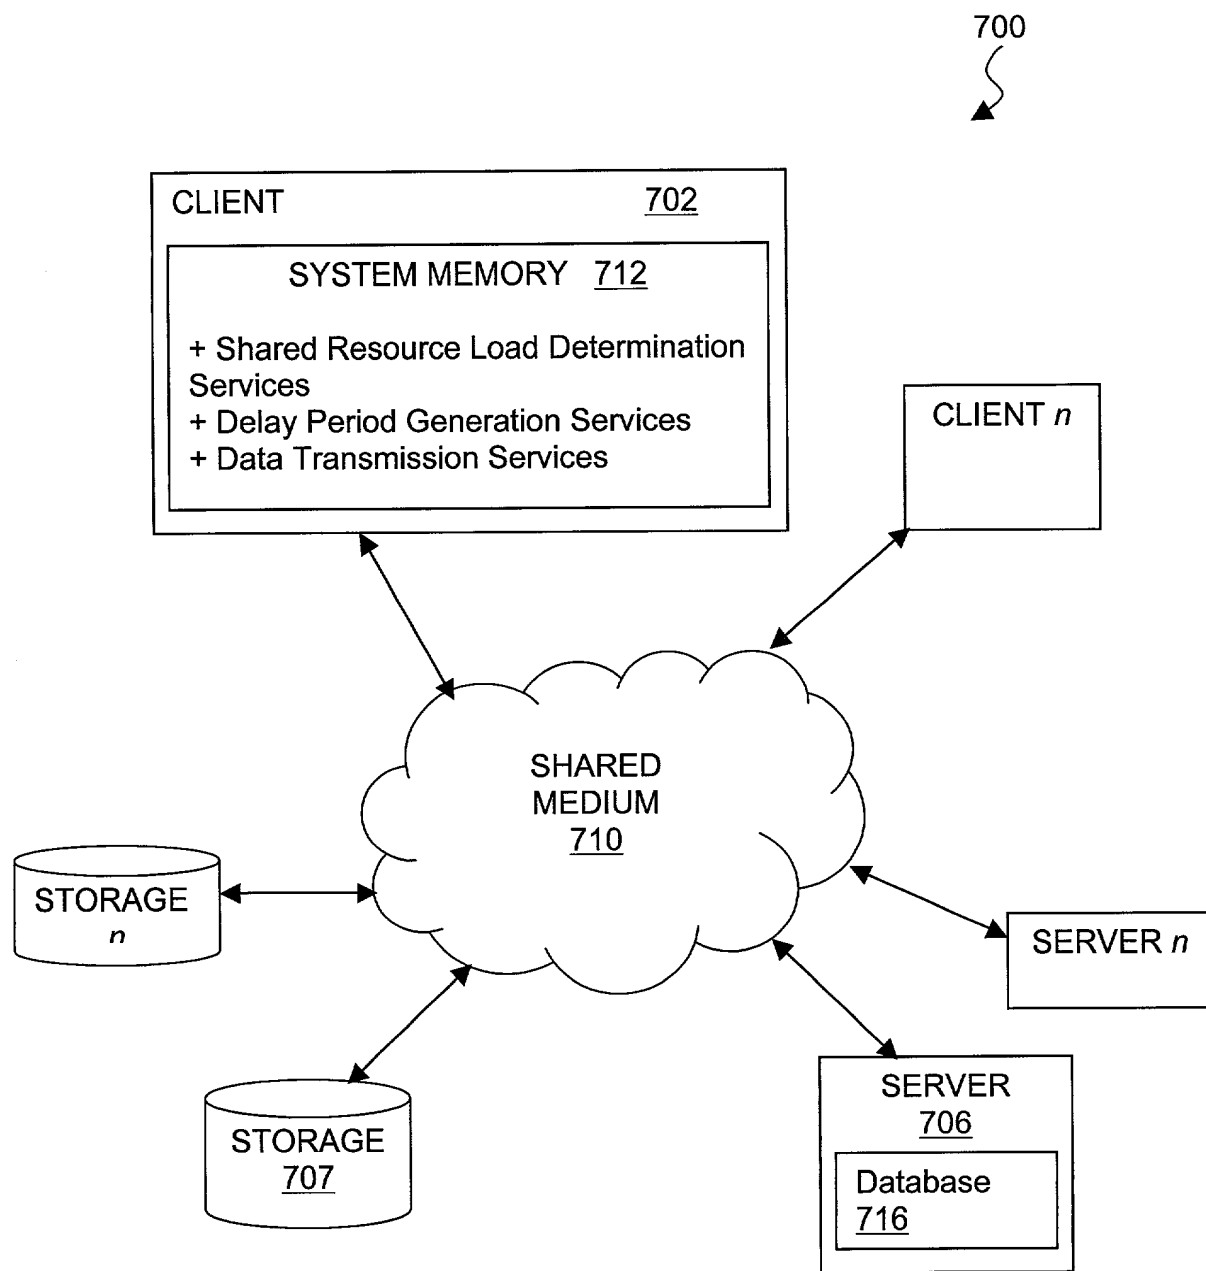 700
CLIENT 702
SYSTEM MEMORY 712
+ Shared Resource Load Determination
Services
+ Delay Period Generation Services
+ Data Transmission Services
CLIENT n
SHARED
MEDIUM
710
STORAGE
n
SERVER n
STORAGE
707
SERVER
706
Database
716